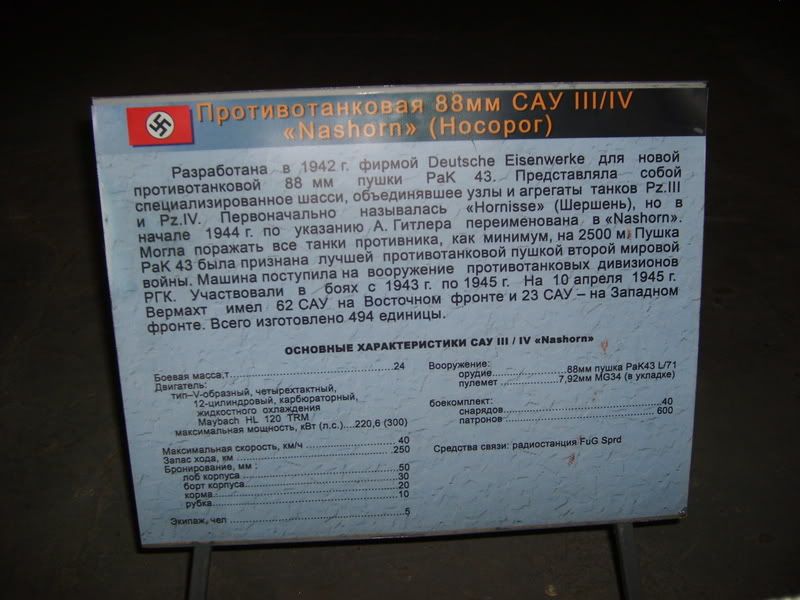 Противотанковая 88мм САУ III/IV
«Nashorn» (Носорог)
Разработана в 1942 г. фирмой Deutsche Eisenwerke для новой
противотанковой 88 мм пушки PaK 43. Представляла собой
специализированное шасси, объединявшее узлы и агрегаты танков Pz.III
и Pz.IV. Первоначально называлась «Hornisse» (Шершень), но в
начале 1944 г. по указанию А. Гитлера переименована в «Nashorn».
Могла поражать все танки противника, как минимум, на 2500 м. Пушка
PaK 43 была признана лучшей противотанковой пушкой второй мировой
войны. Машина поступила на вооружение противотанковых дивизионов
РГК. Участвовали в боях с 1943 г. по 1945 г. На 10 апреля 1945 г.
Вермахт имел 62 САУ на Восточном фронте и 23 САУ – на Западном
фронте. Всего изготовлено 494 единицы.
ОСНОВНЫЕ ХАРАКТЕРИСТИКИ САУ III / IV «Nashorn»
Боевая масса,т........................24
Двигатель:
тип–V-образный, четырехтактный,
12-цилиндровый, карбюраторный,
жидкостного охлаждения
Maybach HL 120 TRM
максимальная мощность, кВт (л.с.)....220,6 (300)
Максимальная скорость, км/ч ............ 40
Запас хода, км ........................ 250
Бронирование, мм :
лоб корпуса ........................ 50
борт корпуса........................ 30
корма........................ 20
рубка........................ 10
Экипаж, чел ........................ 5
Вооружение:
орудие ....................88мм пушка PaK43 L/71
пулемет ..................7,92мм MG34 (в укладке)
боекомплект:
снарядов........................40
патронов ........................ 600
Средства связи: радиостанция FuG Sprd